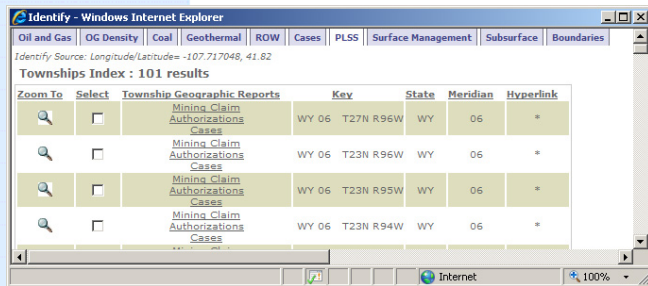 Identify - Windows Internet Explorer
Oil and Gas OG Density Coal Geothermal ROW Cases PLSS Surface Management Subsurface Boundaries
Identify Source: Longitude/Latitude= -107.717048, 41.82
Townships Index : 101 results
Zoom To Select Township Geographic Reports Key State Meridian Hyperlink
Mining Claim
Authorizations WY 06 T27N R96W WY 06 *
Cases
Mining Claim
Authorizations WY 06 T23N R96W WY 06 *
Cases
Mining Claim
Authorizations WY 06 T23N R95W WY 06 *
Cases
Mining Claim
Authorizations WY 06 T23N R94W WY 06 *
Cases
Internet 100%